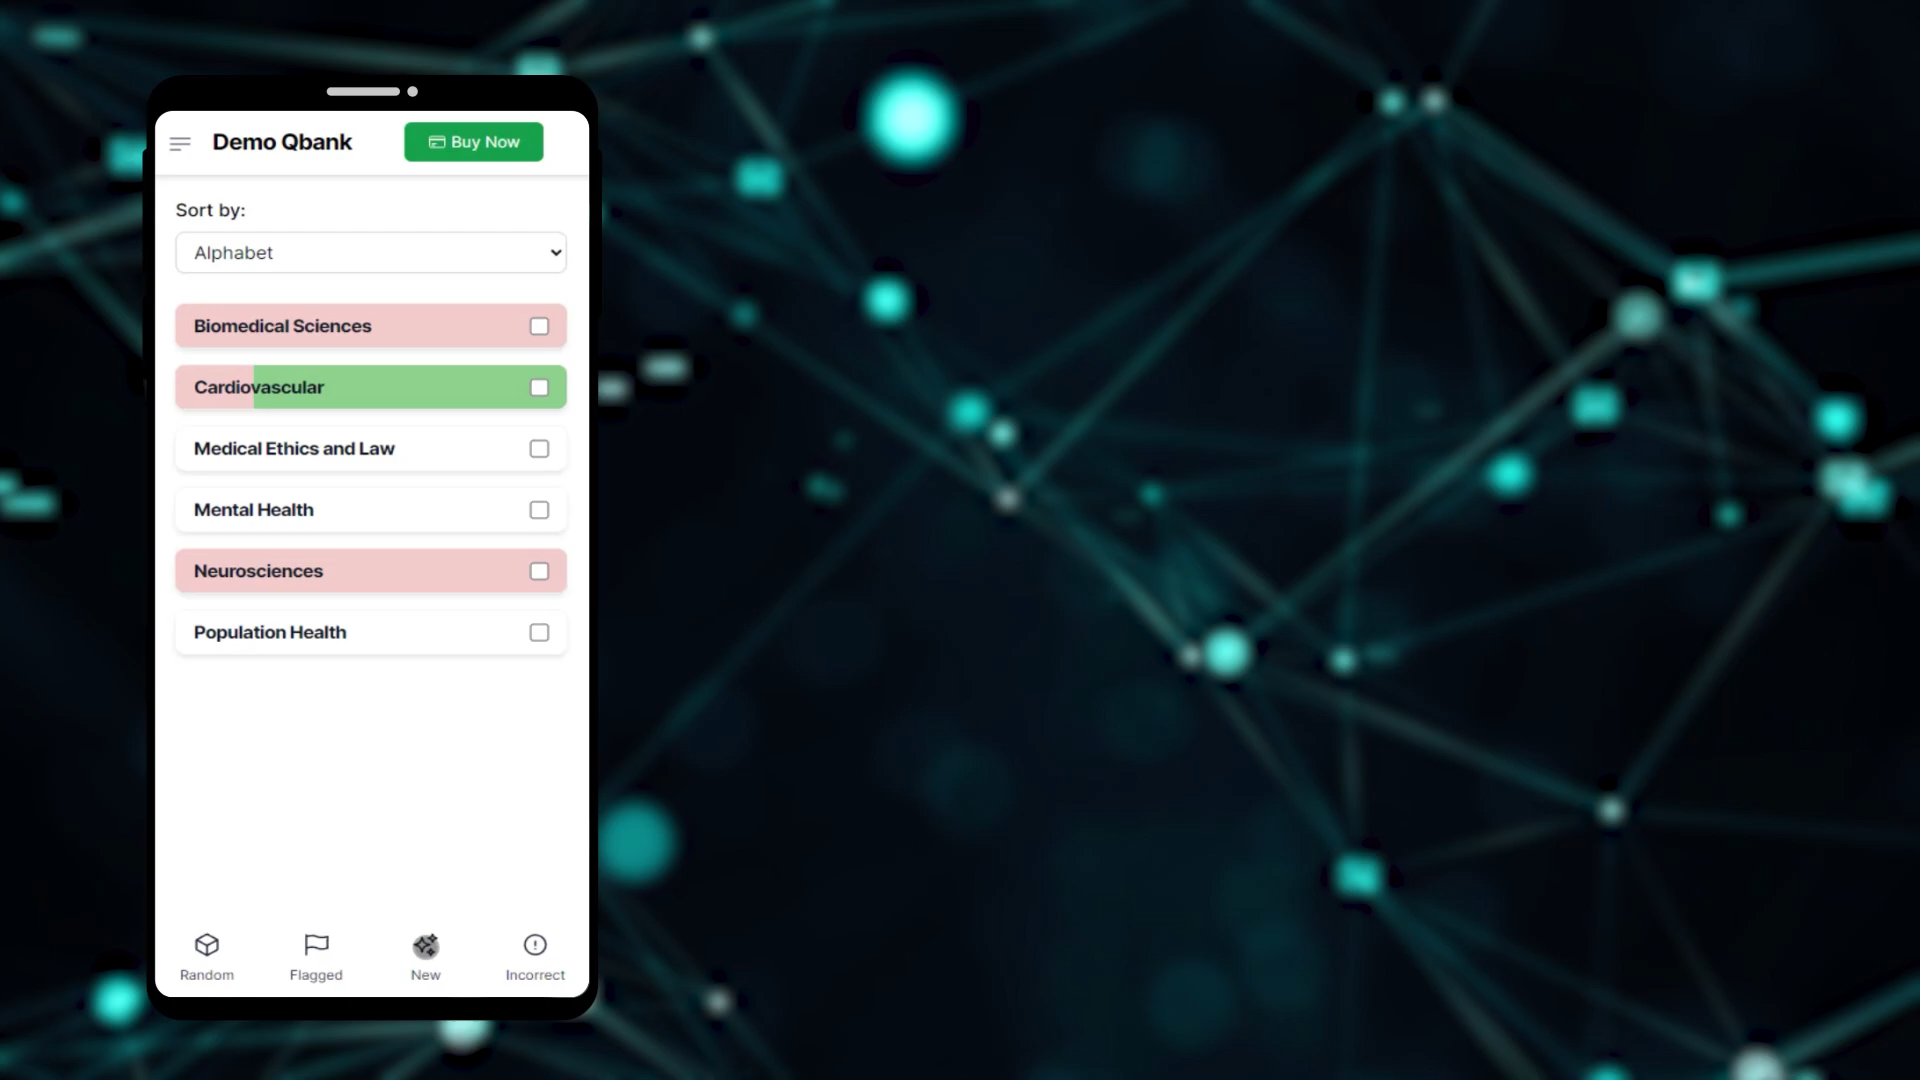 Demo Qbank
Buy Now
Sort by:
Alphabet
Biomedical Sciences
Cardiovascular
Medical Ethics and Law
Mental Health
Neurosciences
Population Health
Random
Flagged
New
Incorrect